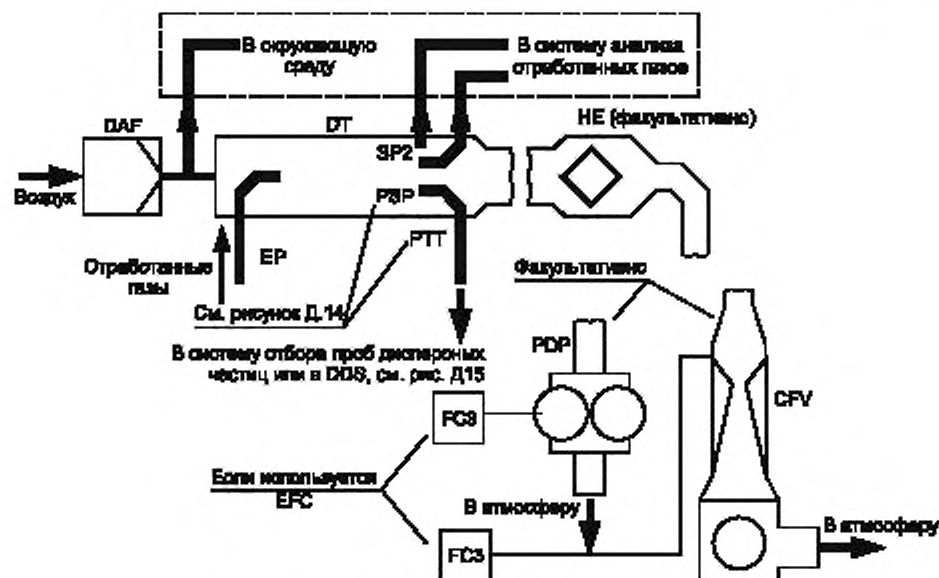 В окружающую
среду
В систему анализа
отработанных газов
DAF
DT
НЕ (факультативно)
SP2
Воздух
PSP
EP
PTT
Отработанные
газы
Факультативно
См. рисунок Д.14
В систему отбора проб дисперсных
частиц или в DDS, см. рис. Д15
PDP
CFV
FC3
Если используется
EFC
В атмосферу
В атмосферу
FC3